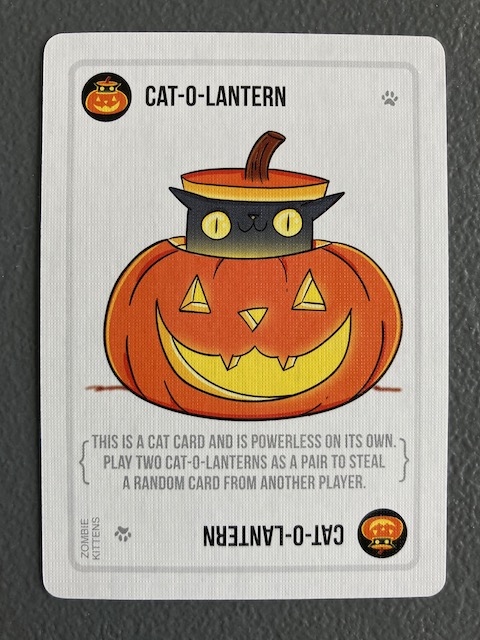 CAT-O-LANTERN
THIS IS A CAT CARD AND IS POWERLESS ON ITS OWN.
PLAY TWO CAT-O-LANTERNS AS A PAIR TO STEAL
A RANDOM CARD FROM ANOTHER PLAYER.
ZOMBIE
KITTENS
CAT-O-LANTERN